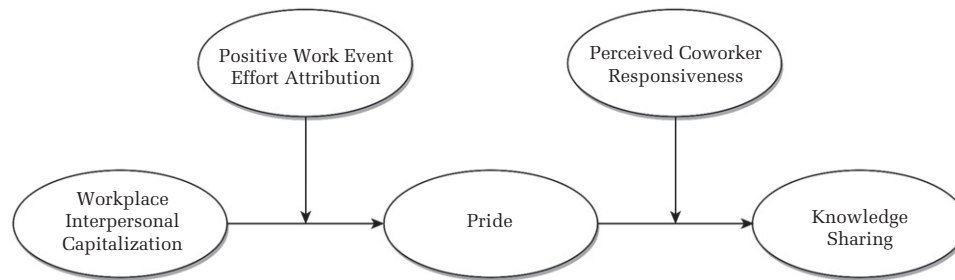 Positive Work Event
Effort Attribution
Perceived Coworker
Responsiveness
Workplace
Interpersonal
Capitalization
Pride
Knowledge
Sharing